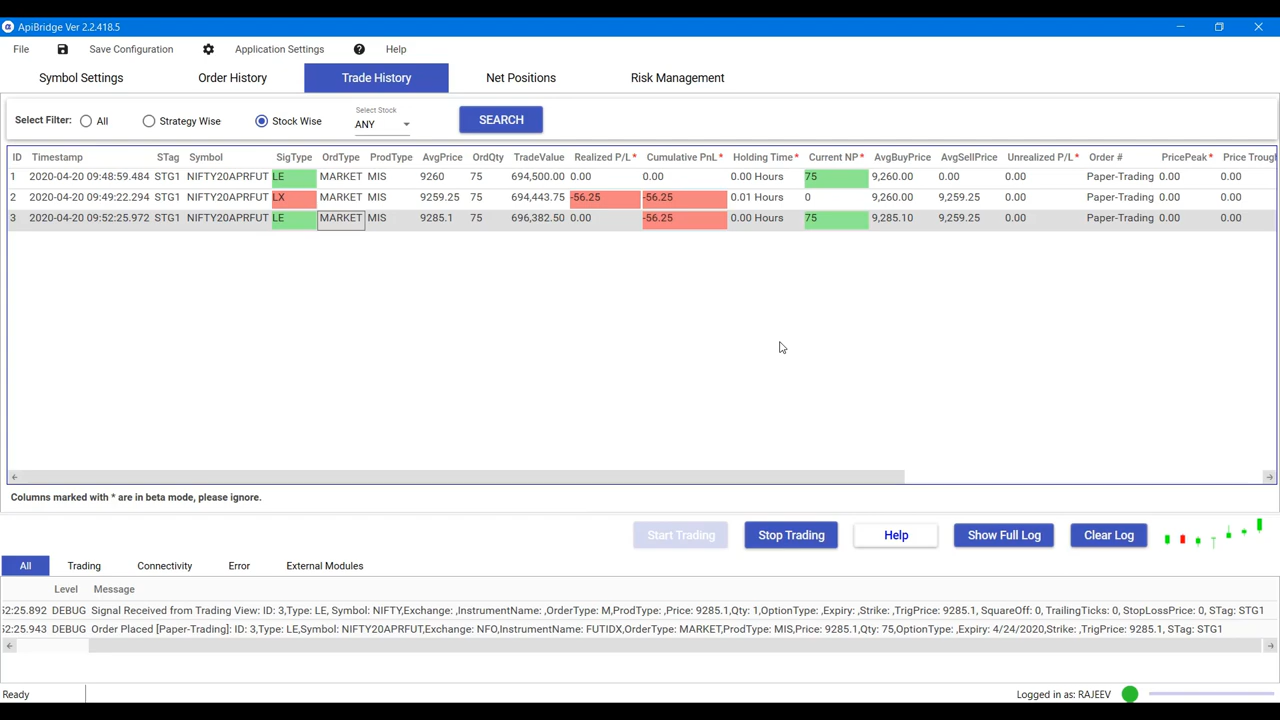 ApiBridge Ver 2.2.418.5
File Save Configuration Application Settings Help
Symbol Settings Order History Trade History Net Positions Risk Management
Select Filter: All Strategy Wise Stock Wise Select Stock ANY SEARCH
ID Timestamp STag Symbol SigType OrdType ProdType AvgPrice OrdQty TradeValue Realized P/L* Cumulative PnL* Holding Time* Current NP* AvgBuyPrice AvgSellPrice Unrealized P/L* Order # PricePeak* Price Trough
1 2020-04-20 09:48:59.484 STG1 NIFTY20APRFUT LE MARKET MIS 9260 75 694,500.00 0.00 0.00 0.00 Hours 75 9,260.00 0.00 0.00 Paper-Trading 0.00 0.00
2 2020-04-20 09:49:22.294 STG1 NIFTY20APRFUT LX MARKET MIS 9259.25 75 694,443.75 -56.25 -56.25 0.01 Hours 0 9,260.00 9,259.25 0.00 Paper-Trading 0.00 0.00
3 2020-04-20 09:52:25.972 STG1 NIFTY20APRFUT LE MARKET MIS 9285.1 75 696,382.50 0.00 -56.25 0.00 Hours 75 9,285.10 9,259.25 0.00 Paper-Trading 0.00 0.00
Columns marked with * are in beta mode, please ignore.
Start Trading Stop Trading Help Show Full Log Clear Log
All Trading Connectivity Error External Modules
Level Message
52:25.892 DEBUG Signal Received from Trading View: ID: 3,Type: LE, Symbol: NIFTY,Exchange: ,InstrumentName: ,OrderType: M,ProdType: ,Price: 9285.1,Qty: 1,OptionType: ,Expiry: ,Strike: ,TrigPrice: 9285.1, SquareOff: 0, TrailingTicks: 0, StopLossPrice: 0, STag: STG1
52:25.943 DEBUG Order Placed [Paper-Trading]: ID: 3,Type: LE,Symbol: NIFTY20APRFUT,Exchange: NFO,InstrumentName: FUTIDX,OrderType: MARKET,ProdType: MIS,Price: 9285.1,Qty: 75,OptionType: ,Expiry: 4/24/2020,Strike: ,TrigPrice: 9285.1, STag: STG1
Ready Logged in as: RAJEEV